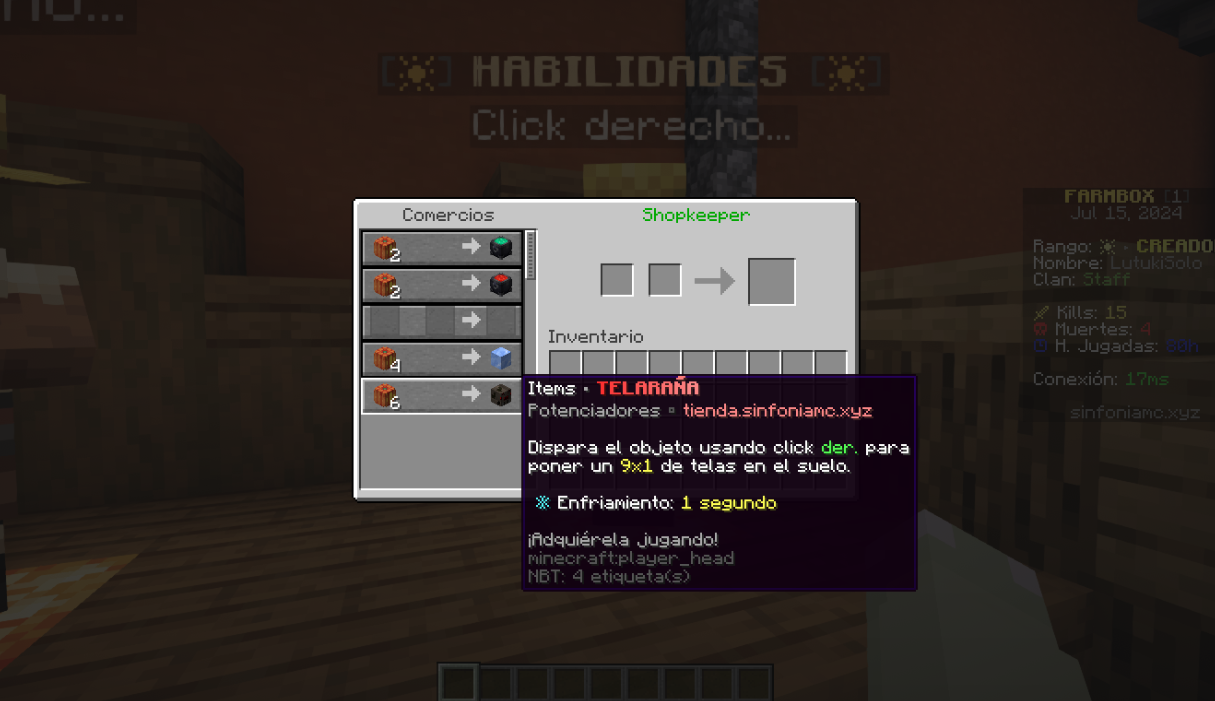 [☀] HABILIDADES [☀]
Click derecho...
Comercios
Shopkeeper
2
2
4
6
Inventario
Items • TELARAÑA
Potenciadores ▫ tienda.sinfoniamc.xyz
Dispara el objeto usando click der. para
poner un 9x1 de telas en el suelo.
※ Enfriamiento: 1 segundo
¡Adquiérela jugando!
minecraft:player_head
NBT: 4 etiqueta(s)
FARMBOX [1]
Jul 15, 2024
Rango: ☀ • CREADO
Nombre: LutukiSolo
Clan: Staff
Kills: 15
Muertes: 4
H. Jugadas: 80h
Conexión: 17ms
sinfoniamc.xyz